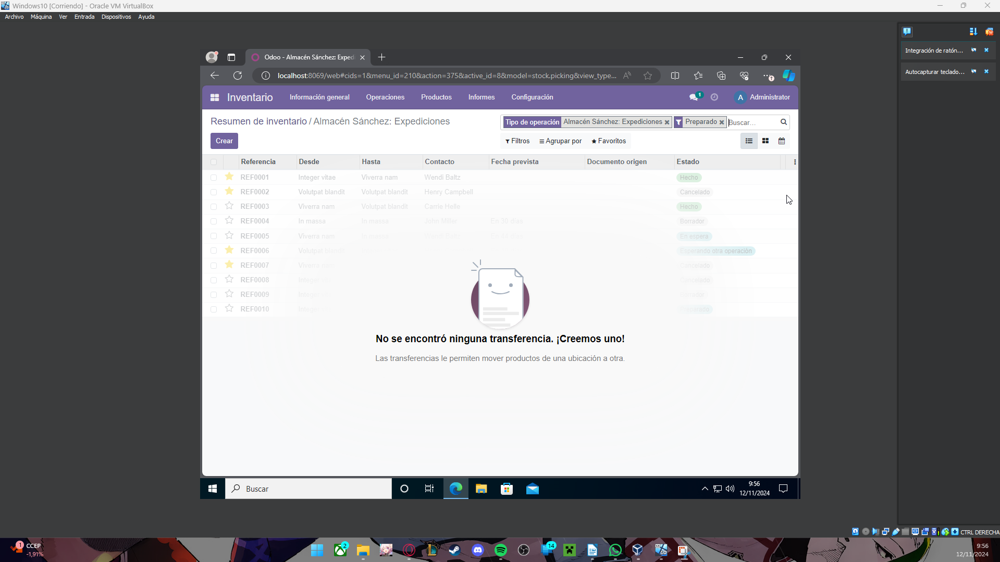 Windows10 [Corriendo] - Oracle VM VirtualBox
Archivo Máquina Ver Entrada Dispositivos Ayuda
Integración de ratón...
Autocapturar teclado...
Odoo - Almacén Sánchez: Exped
localhost:8069/web#cids=1&menu_id=210&action=375&active_id=8&model=stock.picking&view_type...
Inventario Información general Operaciones Productos Informes Configuración 1 A Administrator
Resumen de inventario / Almacén Sánchez: Expediciones
Tipo de operación Almacén Sánchez: Expediciones Preparado Buscar...
Crear
Filtros Agrupar por Favoritos
Referencia Desde Hasta Contacto Fecha prevista Documento origen Estado
REF0001 Integer vitae Viverra nam Wendi Baltz Hecho
REF0002 Volutpat blandit Volutpat blandit Henry Campbell Cancelado
REF0003 Viverra nam Volutpat blandit Carrie Helle Hecho
REF0004 In massa In massa John Miller En 30 días Borrador
REF0005 Viverra nam In massa Wendi Baltz En 44 días En espera
REF0006 Volutpat blandit Esperando otra operación
REF0007 Viverra nam Cancelado
REF0008 Integer Cancelado
REF0009 Integer Borrador
REF0010 Integer Preparado
No se encontró ninguna transferencia. ¡Creemos uno!
Las transferencias le permiten mover productos de una ubicación a otra.
Buscar
9:56
12/11/2024
CTRL DERECHA
1 CCEP
-1,91%
2
14
9:56
12/11/2024